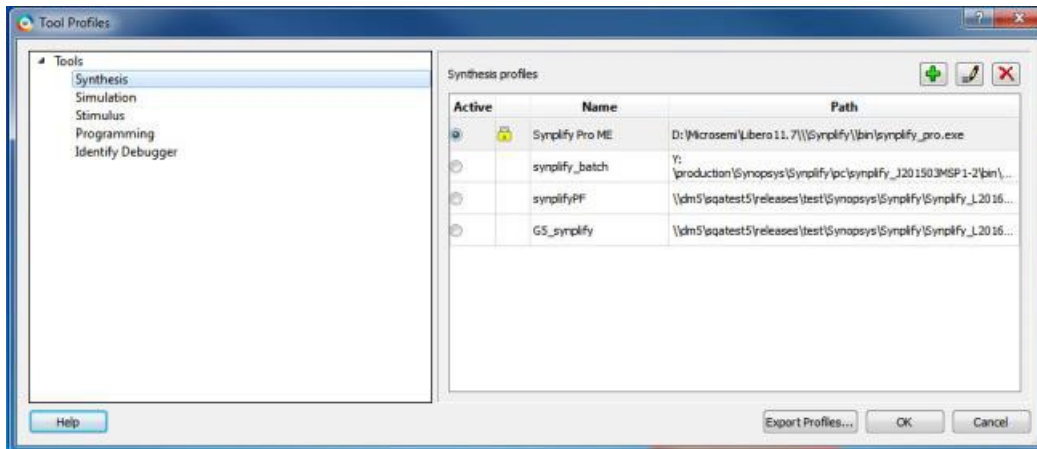 Tool Profiles
Tools
Synthesis
Simulation
Stimulus
Programming
Identify Debugger
Synthesis profiles
Active Name Path
Synplify Pro ME D:\Microsemi\Libero11.7\\\Synplify\\bin\synplify_pro.exe
synplify_batch Y:
\production\Synopsys\Synplify\pc\synplify_J201503MSP1-2\bin\...
synplifyPF \\dm5\sqatest5\releases\test\Synopsys\Synplify\Synplify_L2016...
G5_synplify \\dm5\sqatest5\releases\test\Synopsys\Synplify\Synplify_L2016...
Help Export Profiles... OK Cancel